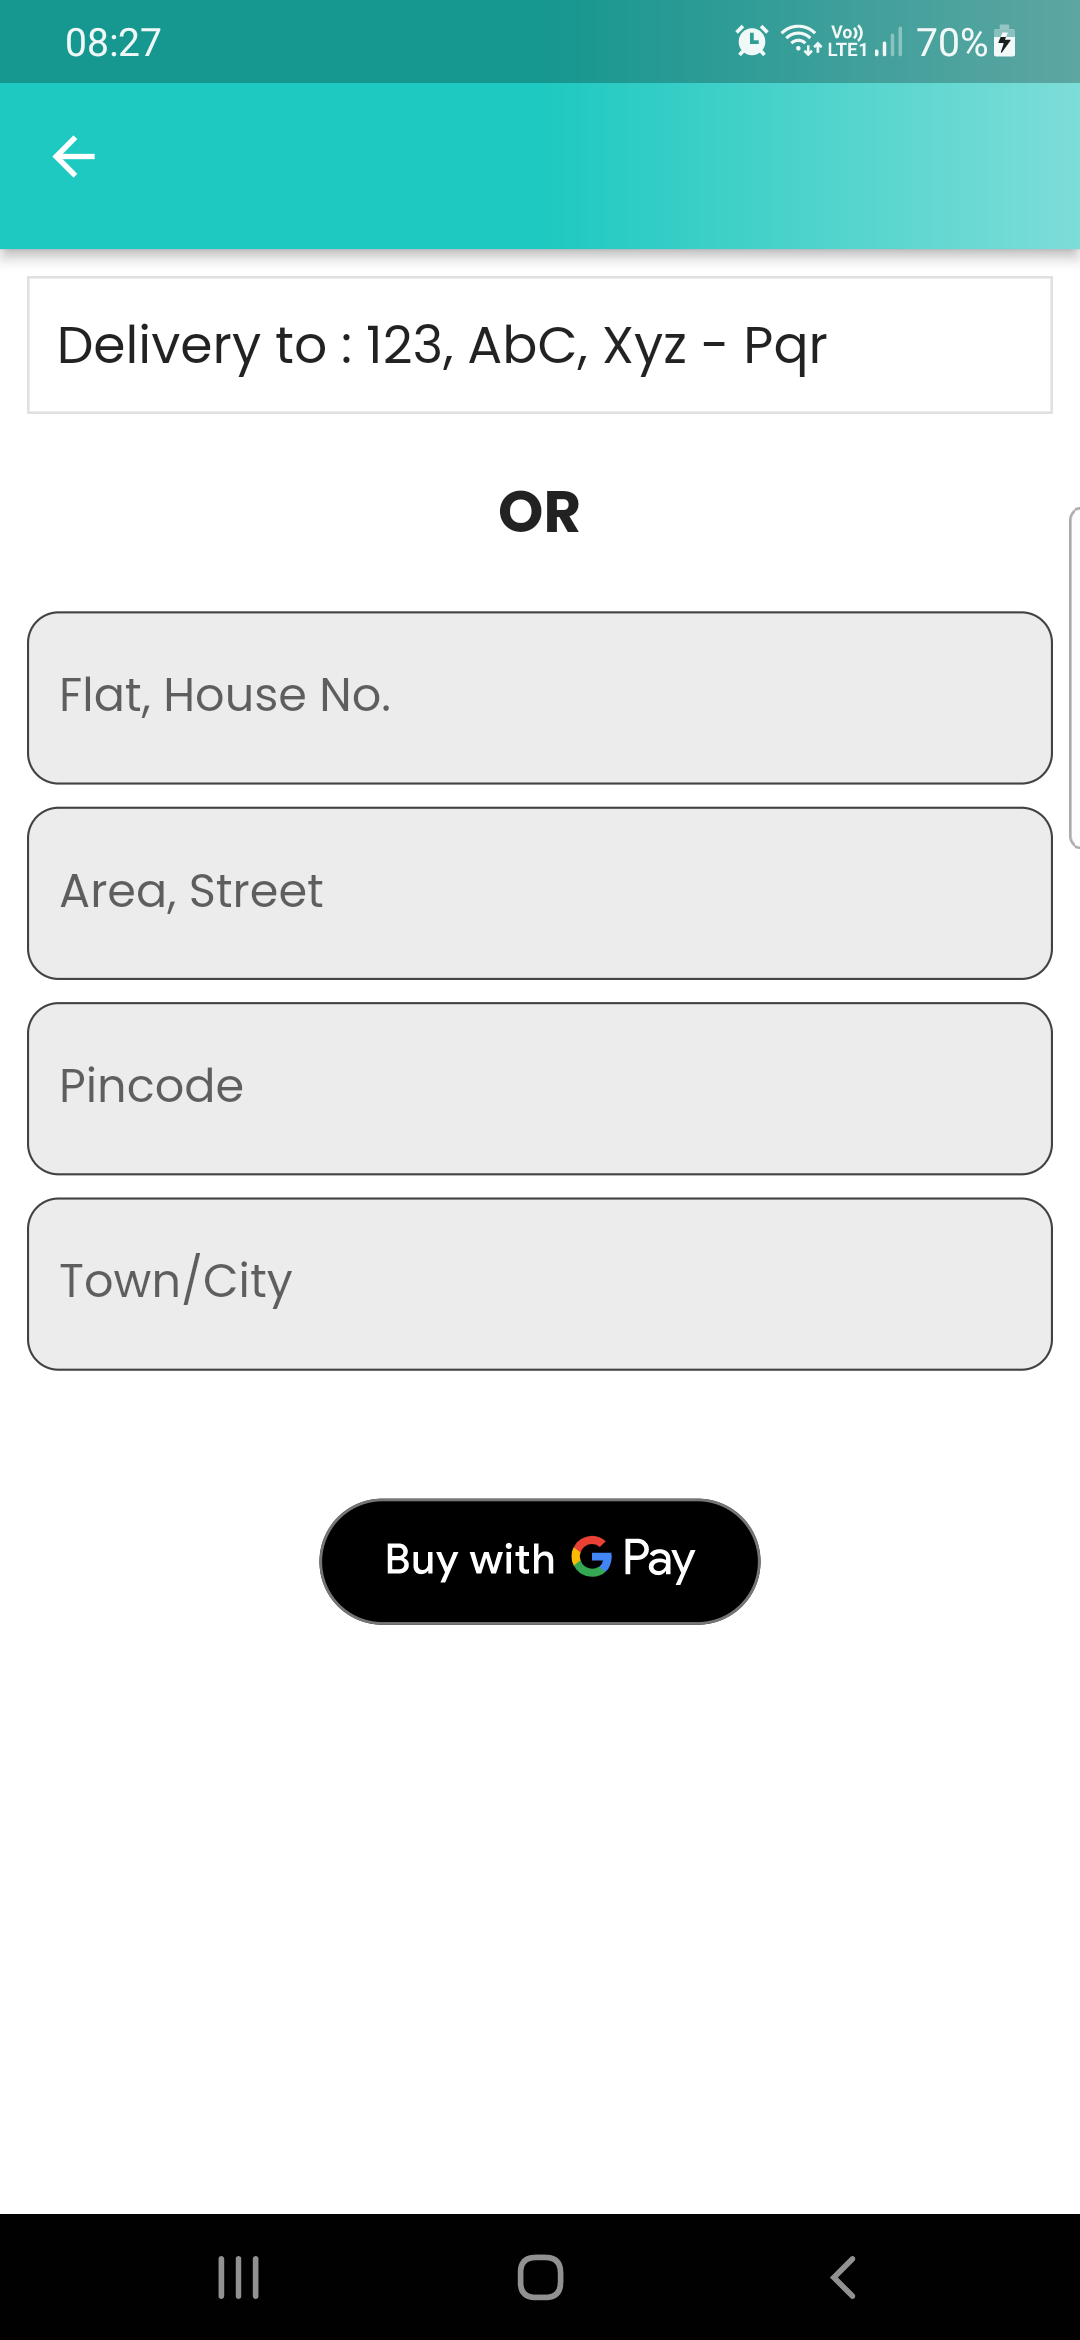 08:27 Vo)) LTE1 70%
Delivery to : 123, AbC, Xyz - Pqr
OR
Flat, House No.
Area, Street
Pincode
Town/City
Buy with G Pay